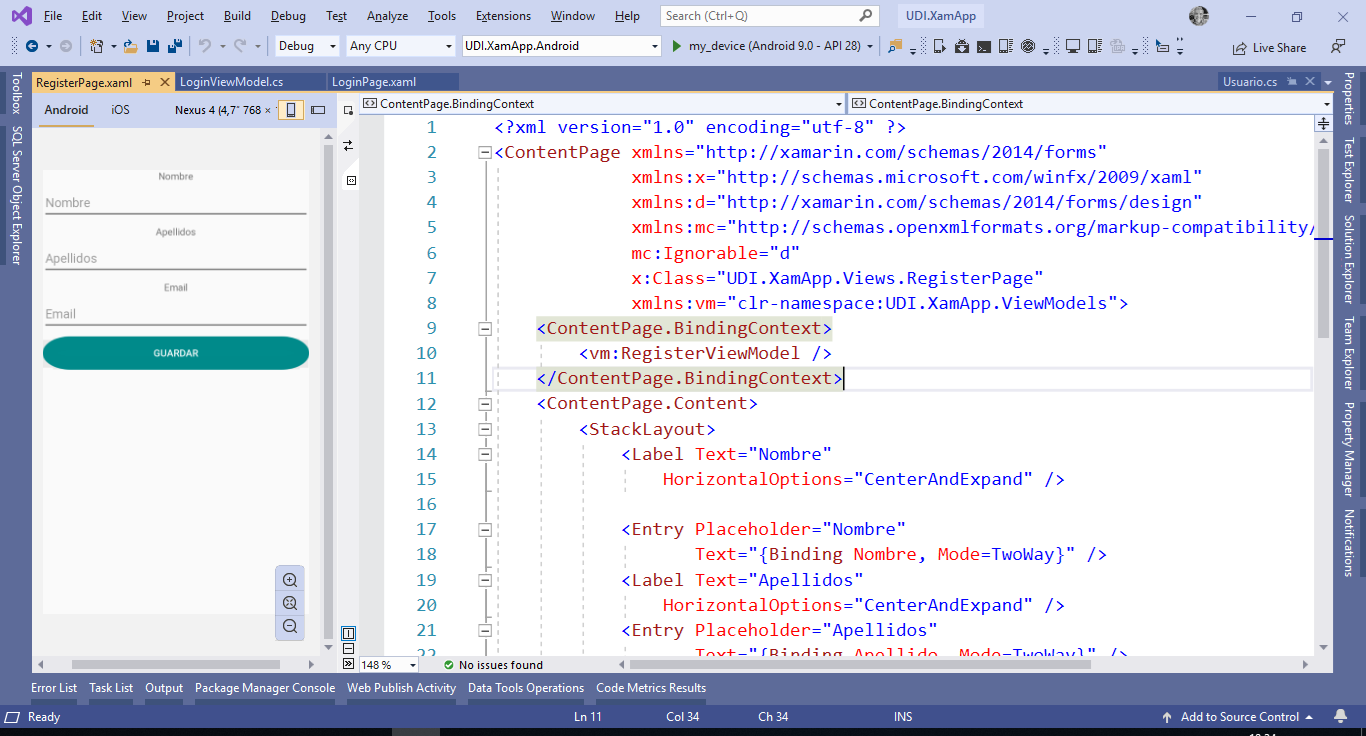 File Edit View Project Build Debug Test Analyze Tools Extensions Window Help Search (Ctrl+Q) UDI.XamApp
Debug Any CPU UDI.XamApp.Android my_device (Android 9.0 - API 28) Live Share
RegisterPage.xaml LoginViewModel.cs LoginPage.xaml Usuario.cs
Android iOS Nexus 4 (4,7" 768 ×
ContentPage.BindingContext ContentPage.BindingContext
Toolbox
SQL Server Object Explorer
Nombre
Nombre
Apellidos
Apellidos
Email
Email
GUARDAR
1 <?xml version="1.0" encoding="utf-8" ?>
2 <ContentPage xmlns="http://xamarin.com/schemas/2014/forms"
3 xmlns:x="http://schemas.microsoft.com/winfx/2009/xaml"
4 xmlns:d="http://xamarin.com/schemas/2014/forms/design"
5 xmlns:mc="http://schemas.openxmlformats.org/markup-compatibility/
6 mc:Ignorable="d"
7 x:Class="UDI.XamApp.Views.RegisterPage"
8 xmlns:vm="clr-namespace:UDI.XamApp.ViewModels">
9 <ContentPage.BindingContext>
10 <vm:RegisterViewModel />
11 </ContentPage.BindingContext>
12 <ContentPage.Content>
13 <StackLayout>
14 <Label Text="Nombre"
15 HorizontalOptions="CenterAndExpand" />
16
17 <Entry Placeholder="Nombre"
18 Text="{Binding Nombre, Mode=TwoWay}" />
19 <Label Text="Apellidos"
20 HorizontalOptions="CenterAndExpand" />
21 <Entry Placeholder="Apellidos"
22 Text="{Binding Apellido, Mode=TwoWay}" />
Properties
Test Explorer
Solution Explorer
Team Explorer
Property Manager
Notifications
148 % No issues found
Error List Task List Output Package Manager Console Web Publish Activity Data Tools Operations Code Metrics Results
Ready Ln 11 Col 34 Ch 34 INS Add to Source Control